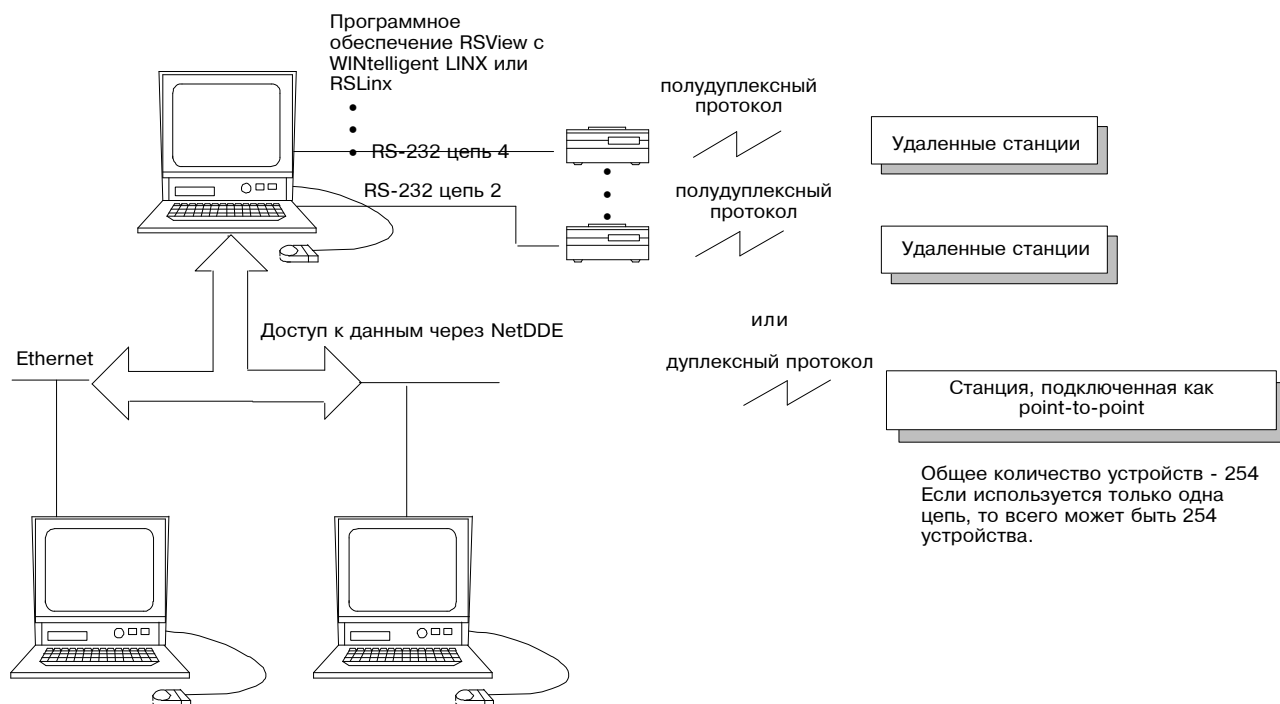 Программное
обеспечение RSView с
WINtelligent LINX или
RSLinx
полудуплексный
протокол
Удаленные станции
RS-232 цепь 4
RS-232 цепь 2
полудуплексный
протокол
Удаленные станции
или
Доступ к данным через NetDDE
Ethernet
дуплексный протокол
Станция, подключенная как
point-to-point
Общее количество устройств - 254
Если используется только одна
цепь, то всего может быть 254
устройства.